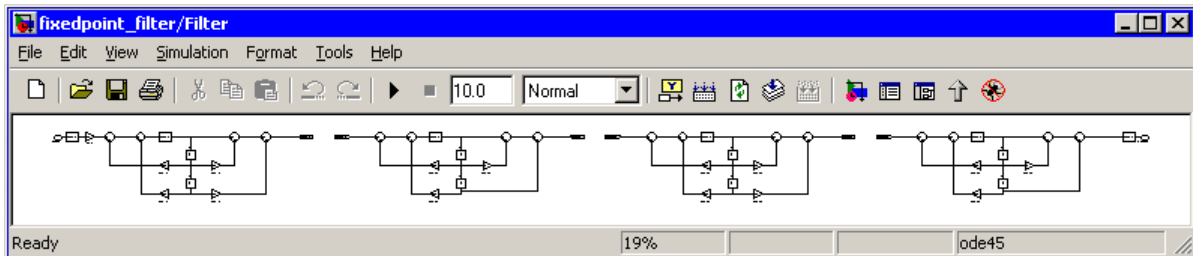 fixedpoint_filter/Filter
File Edit View Simulation Format Tools Help
10.0 Normal
Ready 19% ode45